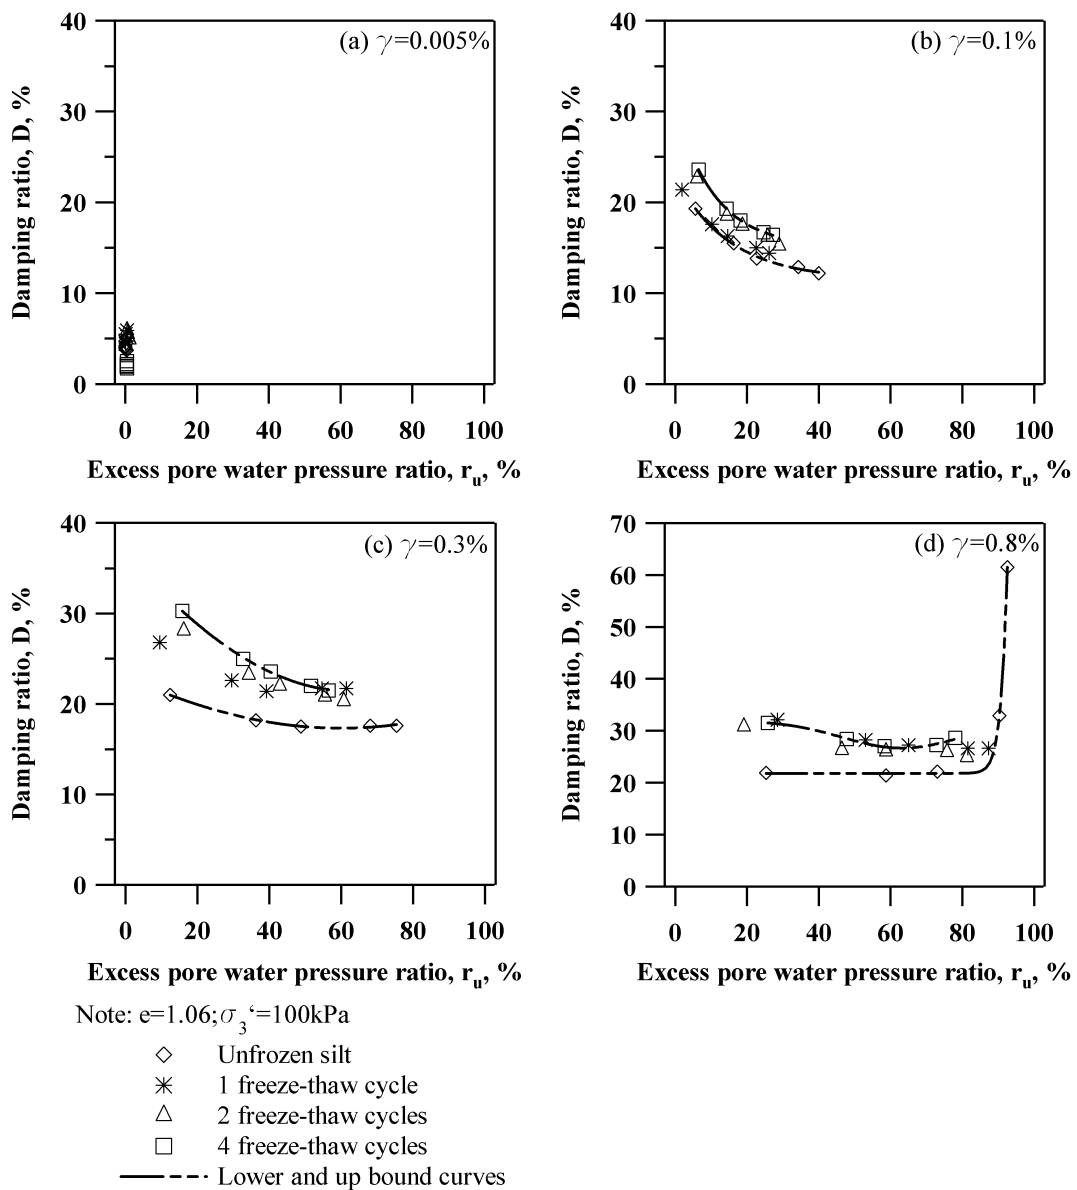 (a) γ=0.005%
40
30
20
10
0
Damping ratio, D, %
0 20 40 60 80 100
Excess pore water pressure ratio, ru, %
(b) γ=0.1%
40
30
20
10
0
Damping ratio, D, %
0 20 40 60 80 100
Excess pore water pressure ratio, ru, %
(c) γ=0.3%
40
30
20
10
0
Damping ratio, D, %
0 20 40 60 80 100
Excess pore water pressure ratio, ru, %
(d) γ=0.8%
70
60
50
40
30
20
10
0
Damping ratio, D, %
0 20 40 60 80 100
Excess pore water pressure ratio, ru, %
Note: e=1.06;σ3‘=100kPa
Unfrozen silt
1 freeze-thaw cycle
2 freeze-thaw cycles
4 freeze-thaw cycles
Lower and up bound curves